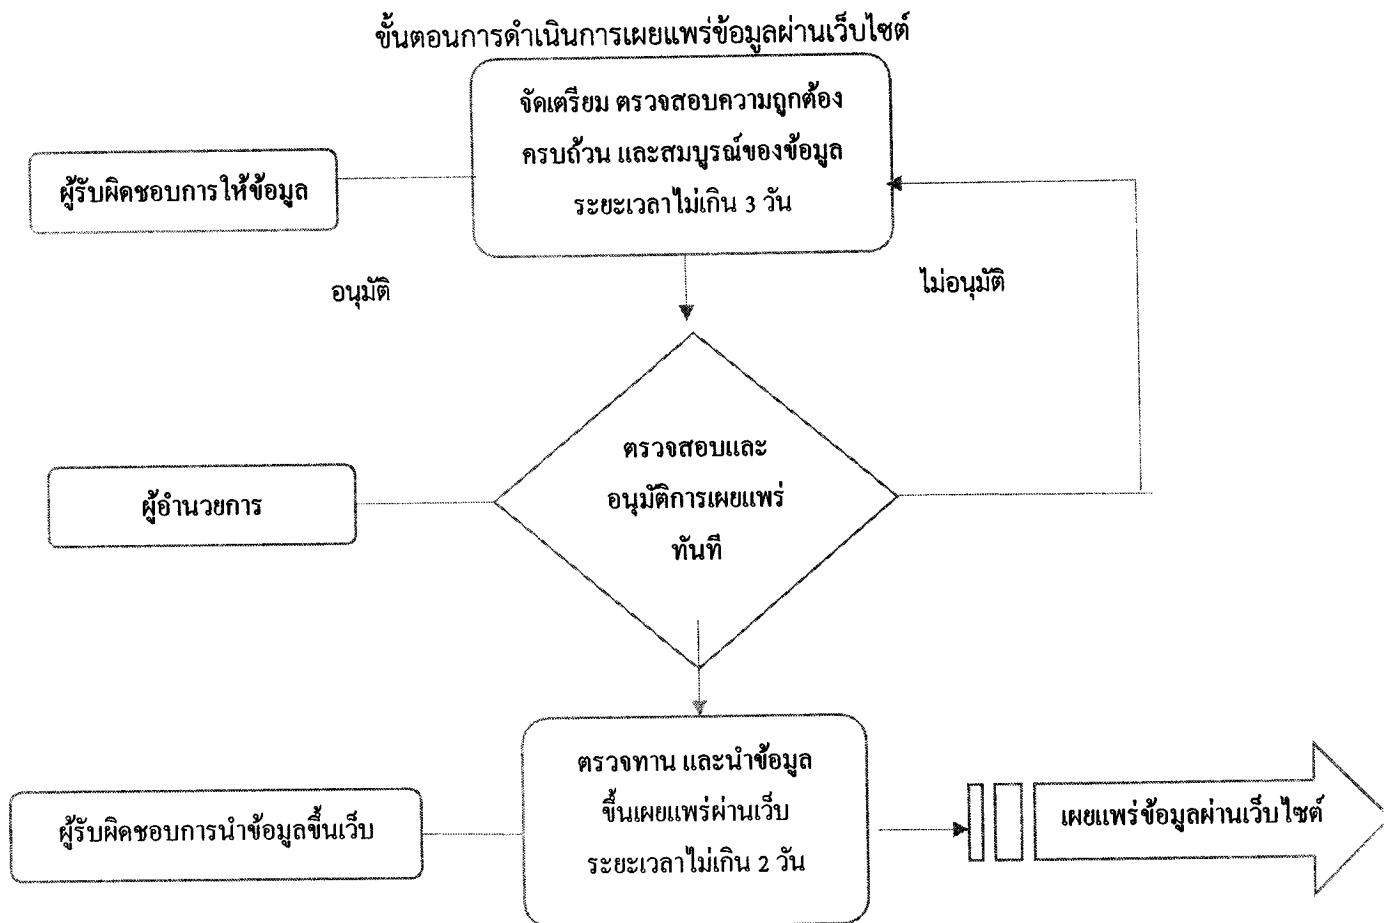 ขั้นตอนการดำเนินการเผยแพร่ข้อมูลผ่านเว็บไซต์
จัดเตรียม ตรวจสอบความถูกต้อง
ครบถ้วน และสมบูรณ์ของข้อมูล
ระยะเวลาไม่เกิน 3 วัน
ผู้รับผิดชอบการให้ข้อมูล
อนุมัติ
ไม่อนุมัติ
ตรวจสอบและ
อนุมัติการเผยแพร่
ทันที
ผู้อำนวยการ
ตรวจทาน และนำข้อมูล
ขึ้นเผยแพร่ผ่านเว็บ
ระยะเวลาไม่เกิน 2 วัน
ผู้รับผิดชอบการนำข้อมูลขึ้นเว็บ
เผยแพร่ข้อมูลผ่านเว็บไซต์